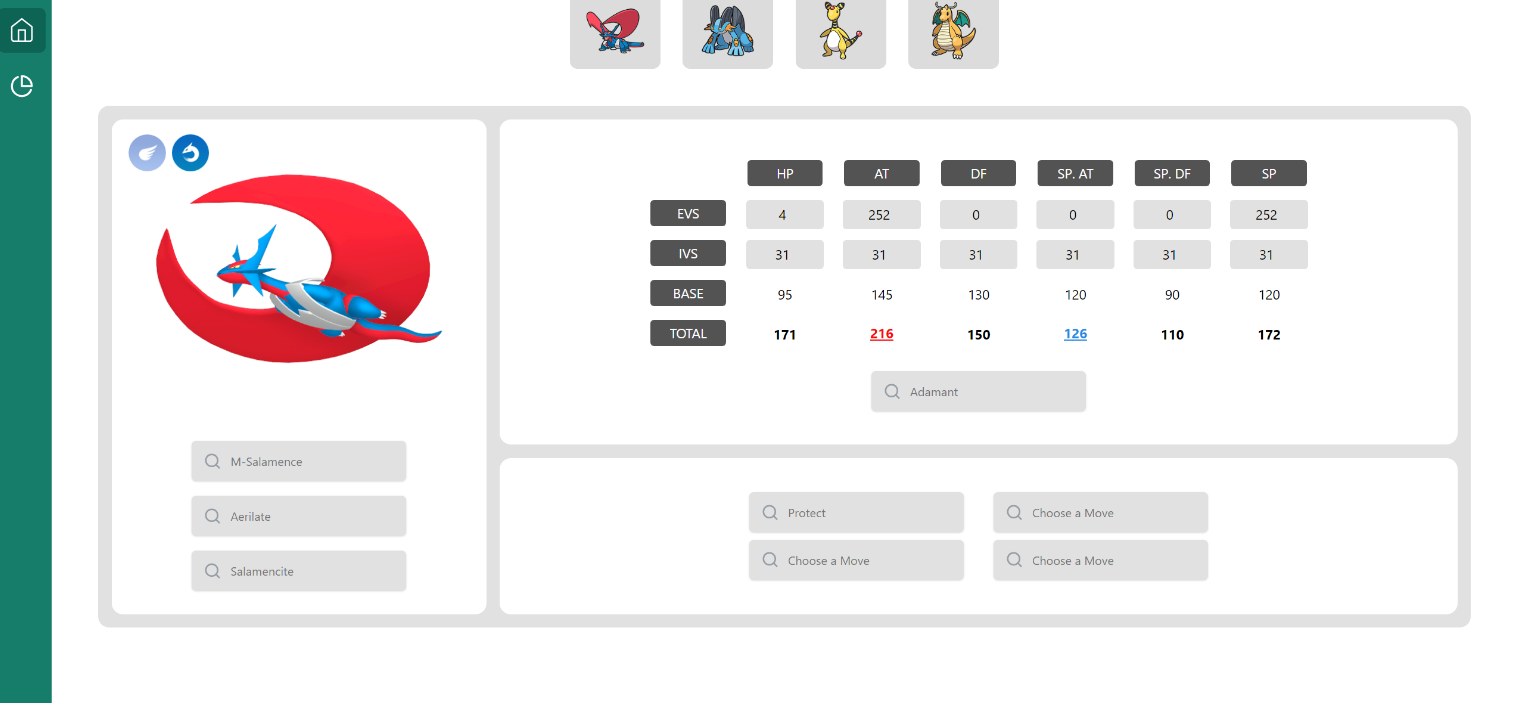 HP AT DF SP. AT SP. DF SP
EVS 4 252 0 0 0 252
IVS 31 31 31 31 31 31
BASE 95 145 130 120 90 120
TOTAL 171 216 150 126 110 172
Adamant
M-Salamence
Aerilate
Salamencite
Protect Choose a Move
Choose a Move Choose a Move